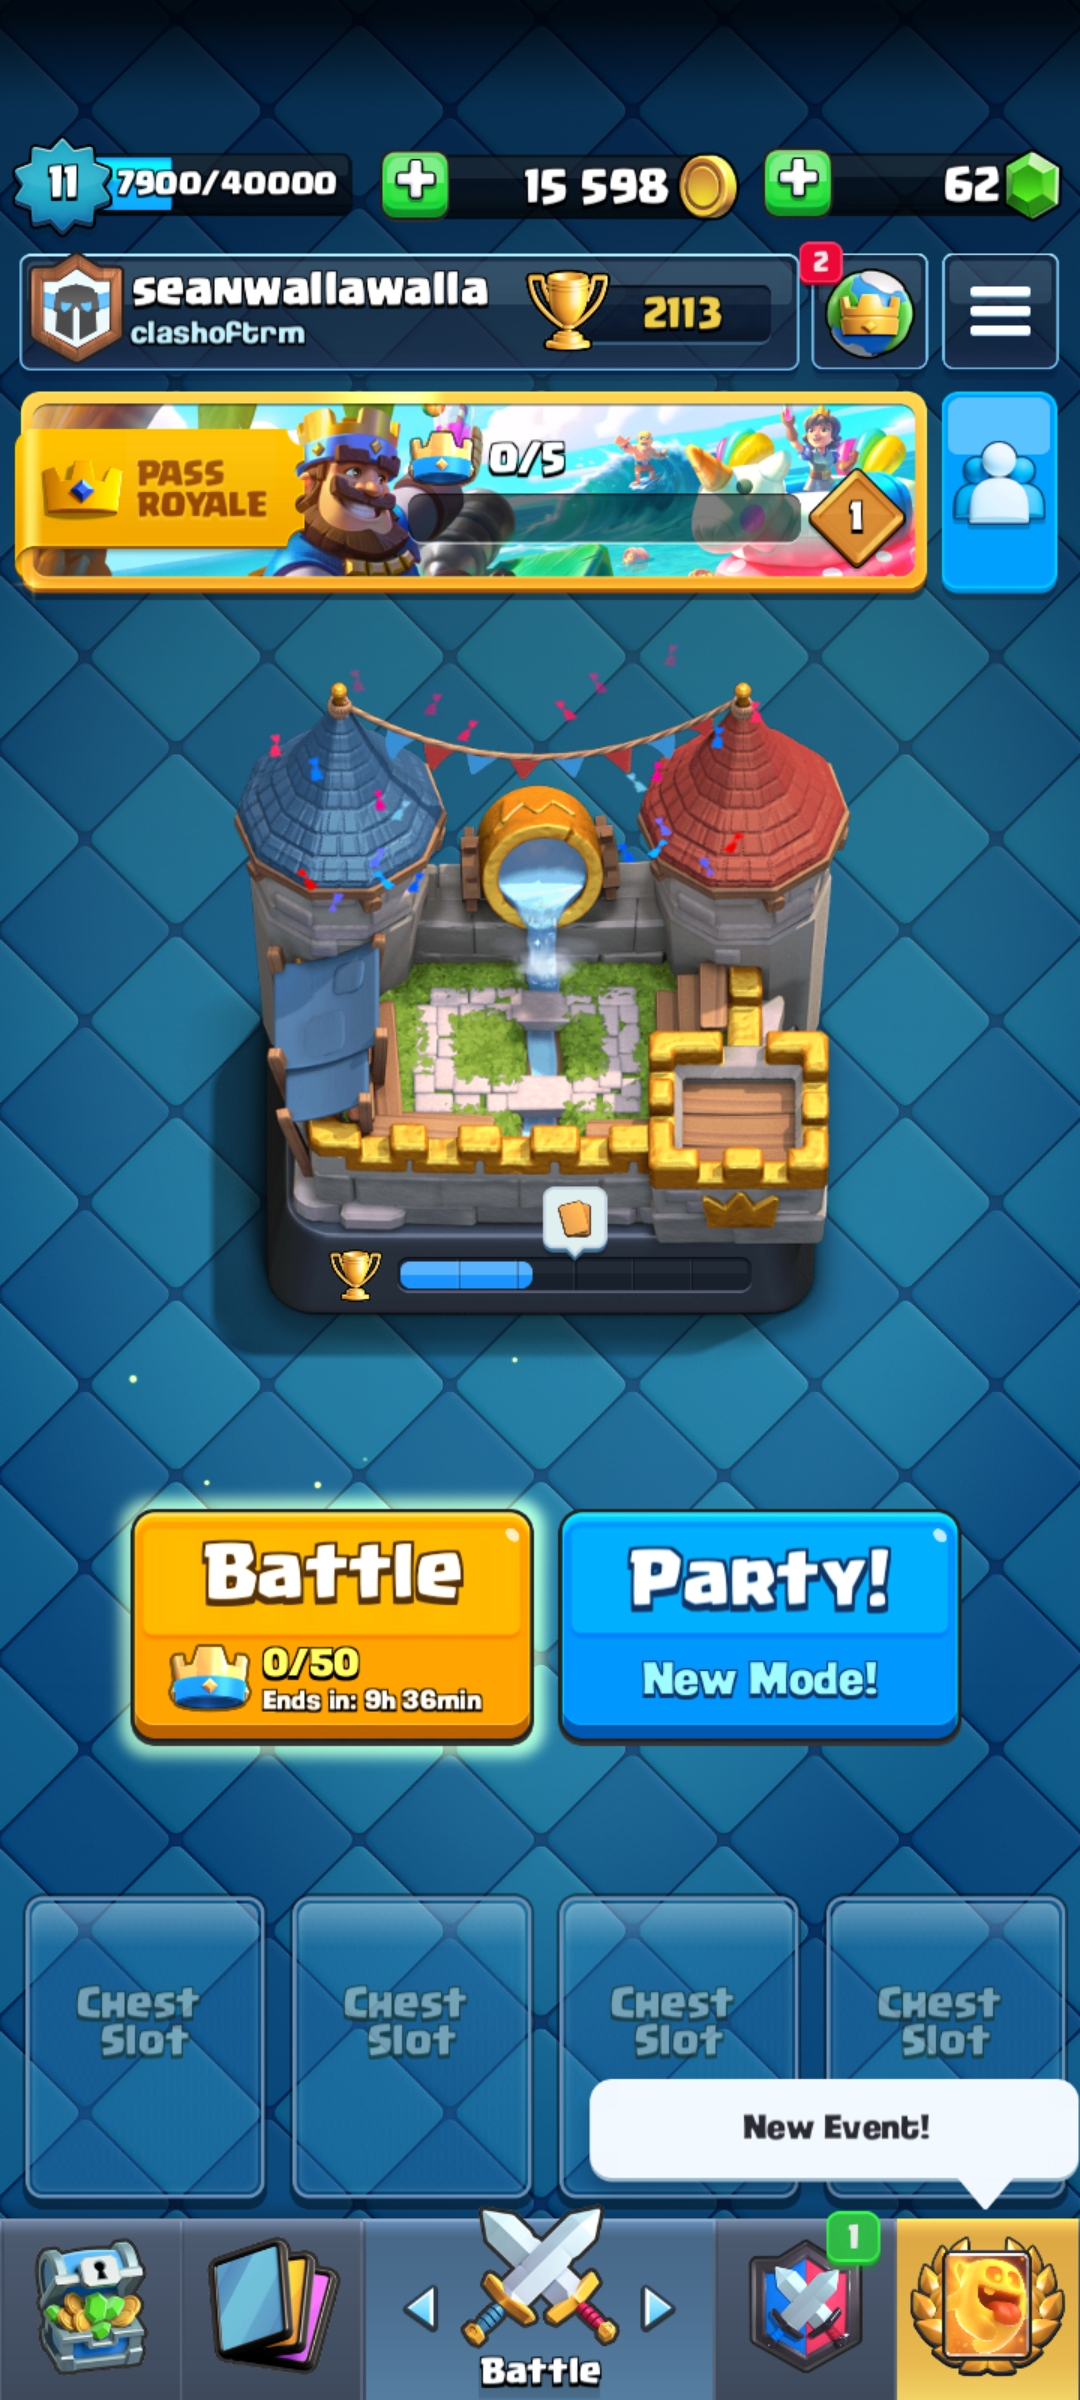 11
7900/40000
15 598
62
seanwallawalla
clashoftrm
2113
2
PASS
ROYALE
0/5
1
Battle
0/50
Ends in: 9h 36min
Party!
New Mode!
Chest
Slot
Chest
Slot
Chest
Slot
Chest
Slot
New Event!
1
Battle